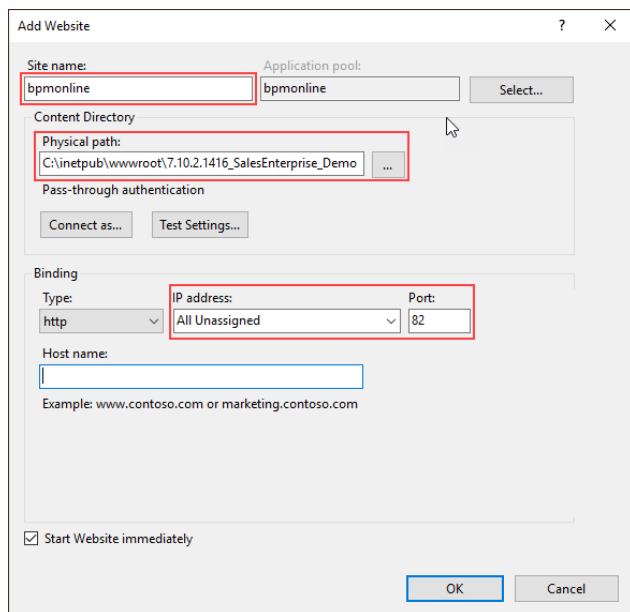 Add Website ?
Site name: Application pool:
bpmonline bpmonline Select...
Content Directory
Physical path:
C:\inetpub\wwwroot\7.10.2.1416_SalesEnterprise_Demo ...
Pass-through authentication
Connect as... Test Settings...
Binding
Type: IP address: Port:
http All Unassigned 82
Host name:
Example: www.contoso.com or marketing.contoso.com
Start Website immediately
OK Cancel